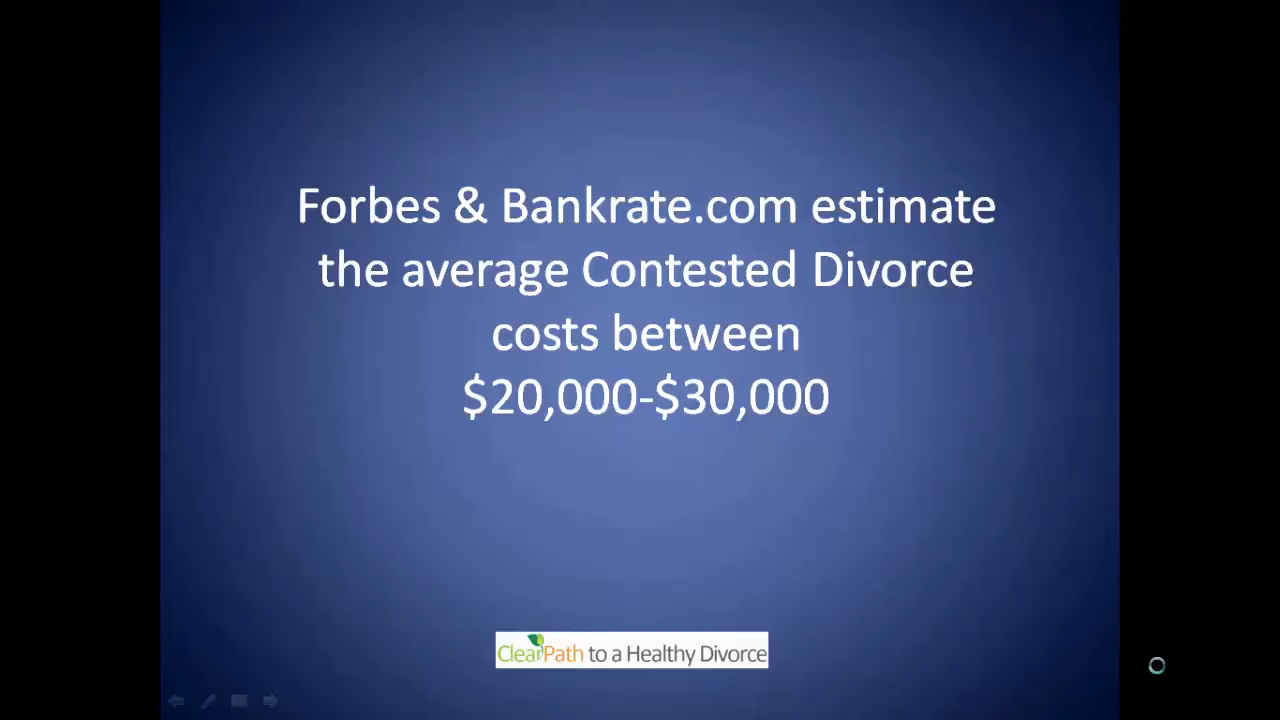 Forbes & Bankrate.com estimate
the average Contested Divorce
costs between
$20,000-$30,000
ClearPath to a Healthy Divorce